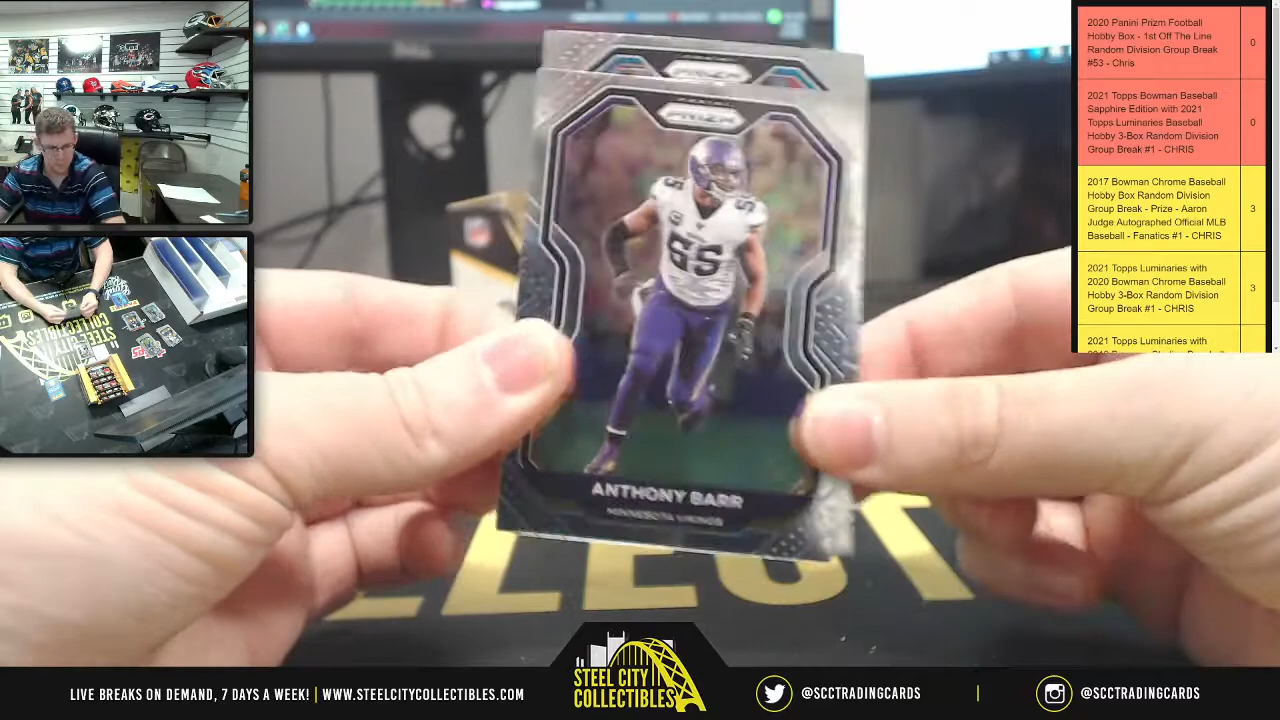 2020 Panini Prizm Football
Hobby Box - 1st Off The Line
Random Division Group Break
#53 - Chris
0
2021 Topps Bowman Baseball
Sapphire Edition with 2021
Topps Luminaries Baseball
Hobby 3-Box Random Division
Group Break #1 - CHRIS
0
2017 Bowman Chrome Baseball
Hobby Box Random Division
Group Break - Prize - Aaron
Judge Autographed Official MLB
Baseball - Fanatics #1 - CHRIS
3
2021 Topps Luminaries with
2020 Bowman Chrome Baseball
Hobby 3-Box Random Division
Group Break #1 - CHRIS
3
2021 Topps Luminaries with
PRIZM
55
55
ANTHONY BARR
MINNESOTA VIKINGS
STEEL CITY
COLLECTIBLES
LIVE BREAKS ON DEMAND, 7 DAYS A WEEK! | WWW.STEELCITYCOLLECTIBLES.COM
STEEL CITY
COLLECTIBLES
@SCCTRADINGCARDS | @SCCTRADINGCARDS